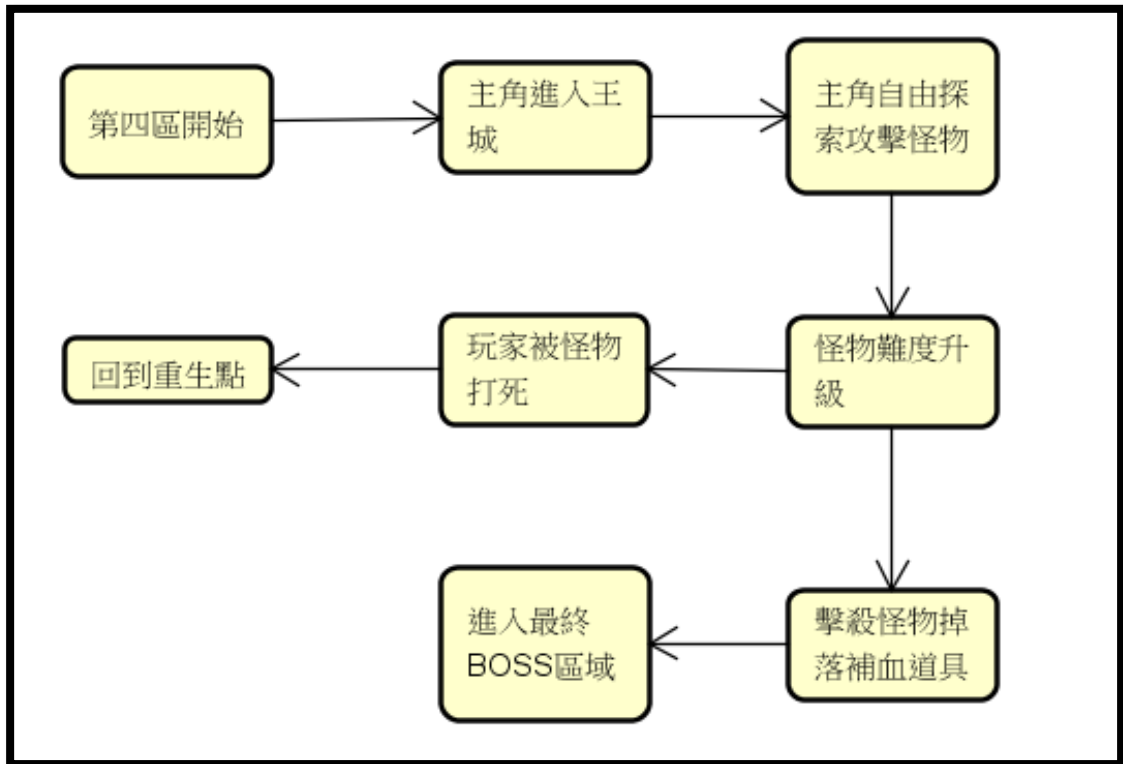 第四區開始
主角進入王
城
主角自由探
索攻擊怪物
怪物難度升
級
玩家被怪物
打死
回到重生點
擊殺怪物掉
落補血道具
進入最終
BOSS區域